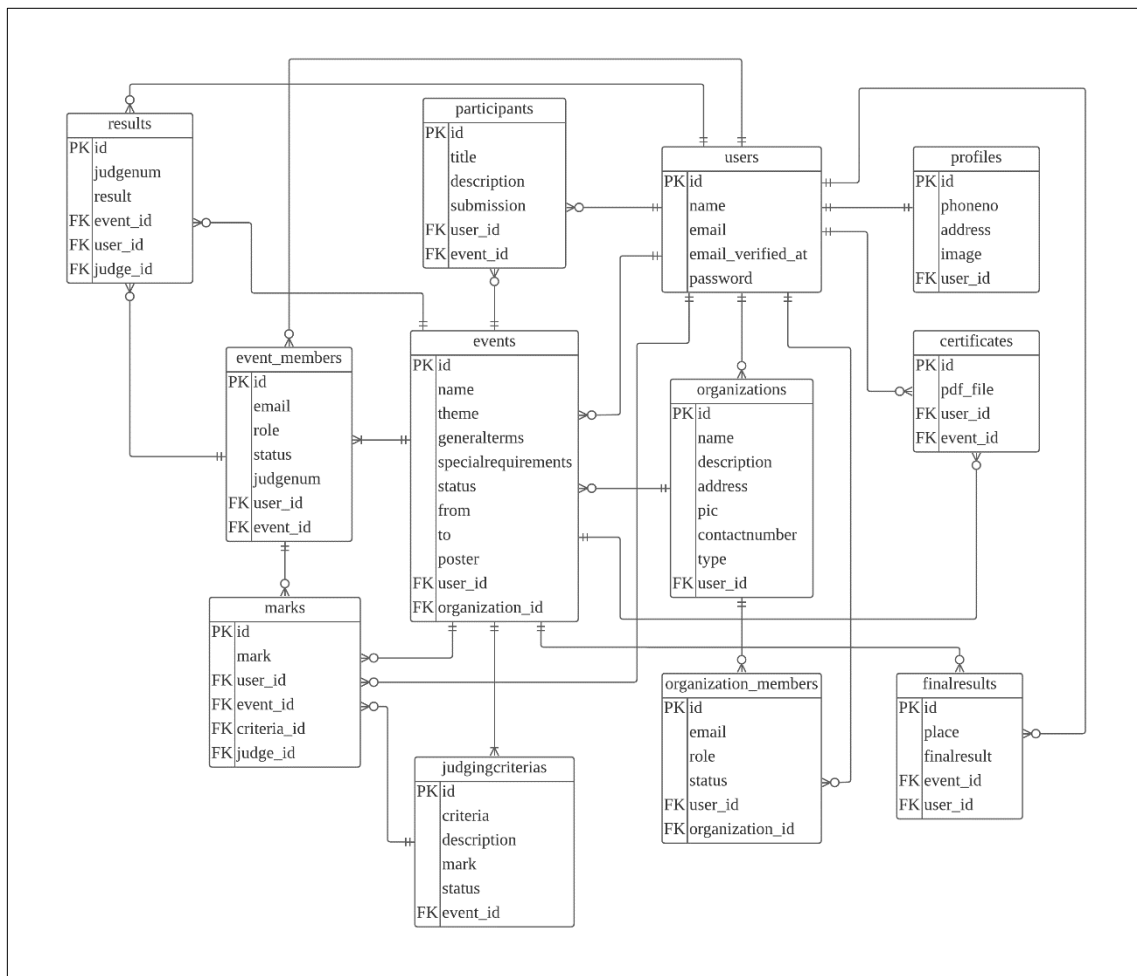 results
PK id
judgenum
result
FK event_id
FK user_id
FK judge_id
participants
PK id
title
description
submission
FK user_id
FK event_id
users
PK id
name
email
email_verified_at
password
profiles
PK id
phoneno
address
image
FK user_id
event_members
PK id
email
role
status
judgenum
FK user_id
FK event_id
events
PK id
name
theme
generalterms
specialrequirements
status
from
to
poster
FK user_id
FK organization_id
organizations
PK id
name
description
address
pic
contactnumber
type
FK user_id
certificates
PK id
pdf_file
FK user_id
FK event_id
marks
PK id
mark
FK user_id
FK event_id
FK criteria_id
FK judge_id
judgingcriterias
PK id
criteria
description
mark
status
FK event_id
organization_members
PK id
email
role
status
FK user_id
FK organization_id
finalresults
PK id
place
finalresult
FK event_id
FK user_id